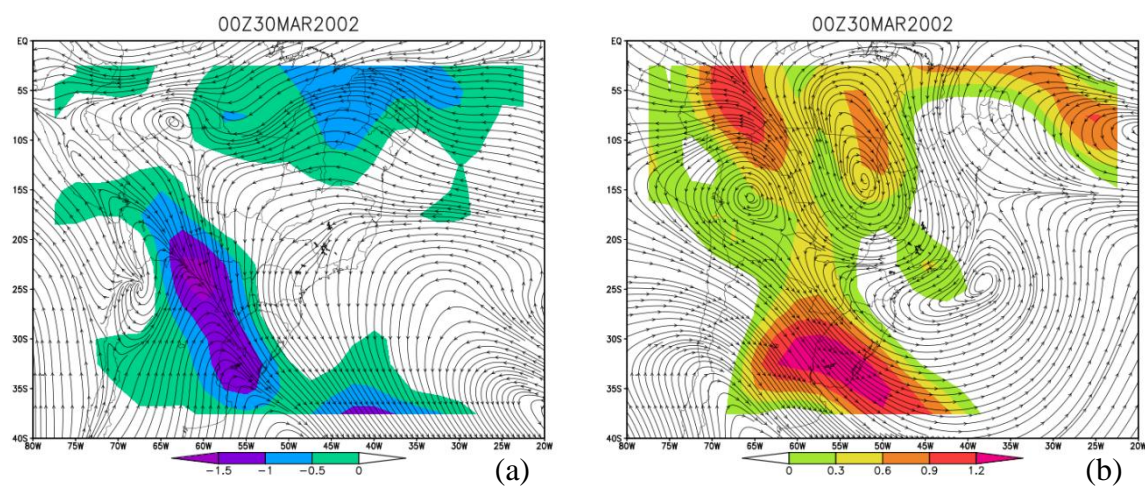 00Z30MAR2002
EQ
5S
10S
15S
20S
25S
30S
35S
40S
80W 75W 70W 65W 60W 55W 50W 45W 40W 35W 30W 25W 20W
-1.5 -1 -0.5 0
(a)
00Z30MAR2002
EQ
5S
10S
15S
20S
25S
30S
35S
40S
80W 75W 70W 65W 60W 55W 50W 45W 40W 35W 30W 25W 20W
0 0.3 0.6 0.9 1.2
(b)